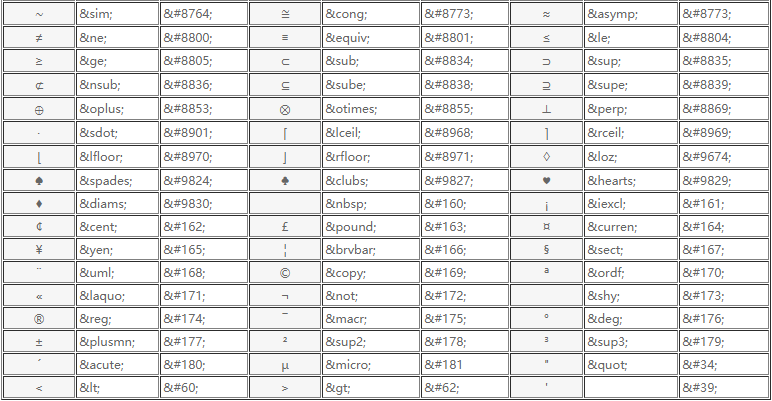 ~ &sim; &#8764; ≅ &cong; &#8773; ≈ &asymp; &#8773;
≠ &ne; &#8800; ≡ &equiv; &#8801; ≤ &le; &#8804;
≥ &ge; &#8805; ⊂ &sub; &#8834; ⊃ &sup; &#8835;
⊄ &nsub; &#8836; ⊆ &sube; &#8838; ⊇ &supe; &#8839;
⊕ &oplus; &#8853; ⊗ &otimes; &#8855; ⊥ &perp; &#8869;
⋅ &sdot; &#8901; ⌈ &lceil; &#8968; ⌉ &rceil; &#8969;
⌊ &lfloor; &#8970; ⌋ &rfloor; &#8971; ◊ &loz; &#9674;
♠ &spades; &#9824; ♠ &clubs; &#9827; ♥ &hearts; &#9829;
♦ &diams; &#9830; &nbsp; &#160; ¡ &iexcl; &#161;
¢ &cent; &#162; £ &pound; &#163; ¤ &curren; &#164;
¥ &yen; &#165; ¦ &brvbar; &#166; § &sect; &#167;
¨ &uml; &#168; © &copy; &#169; ª &ordf; &#170;
« &laquo; &#171; ¬ &not; &#172; &shy; &#173;
® &reg; &#174; ¯ &macr; &#175; ° &deg; &#176;
± &plusmn; &#177; ² &sup2; &#178; ³ &sup3; &#179;
´ &acute; &#180; µ &micro; &#181 " &quot; &#34;
< &lt; &#60; > &gt; &#62; ' &#39;